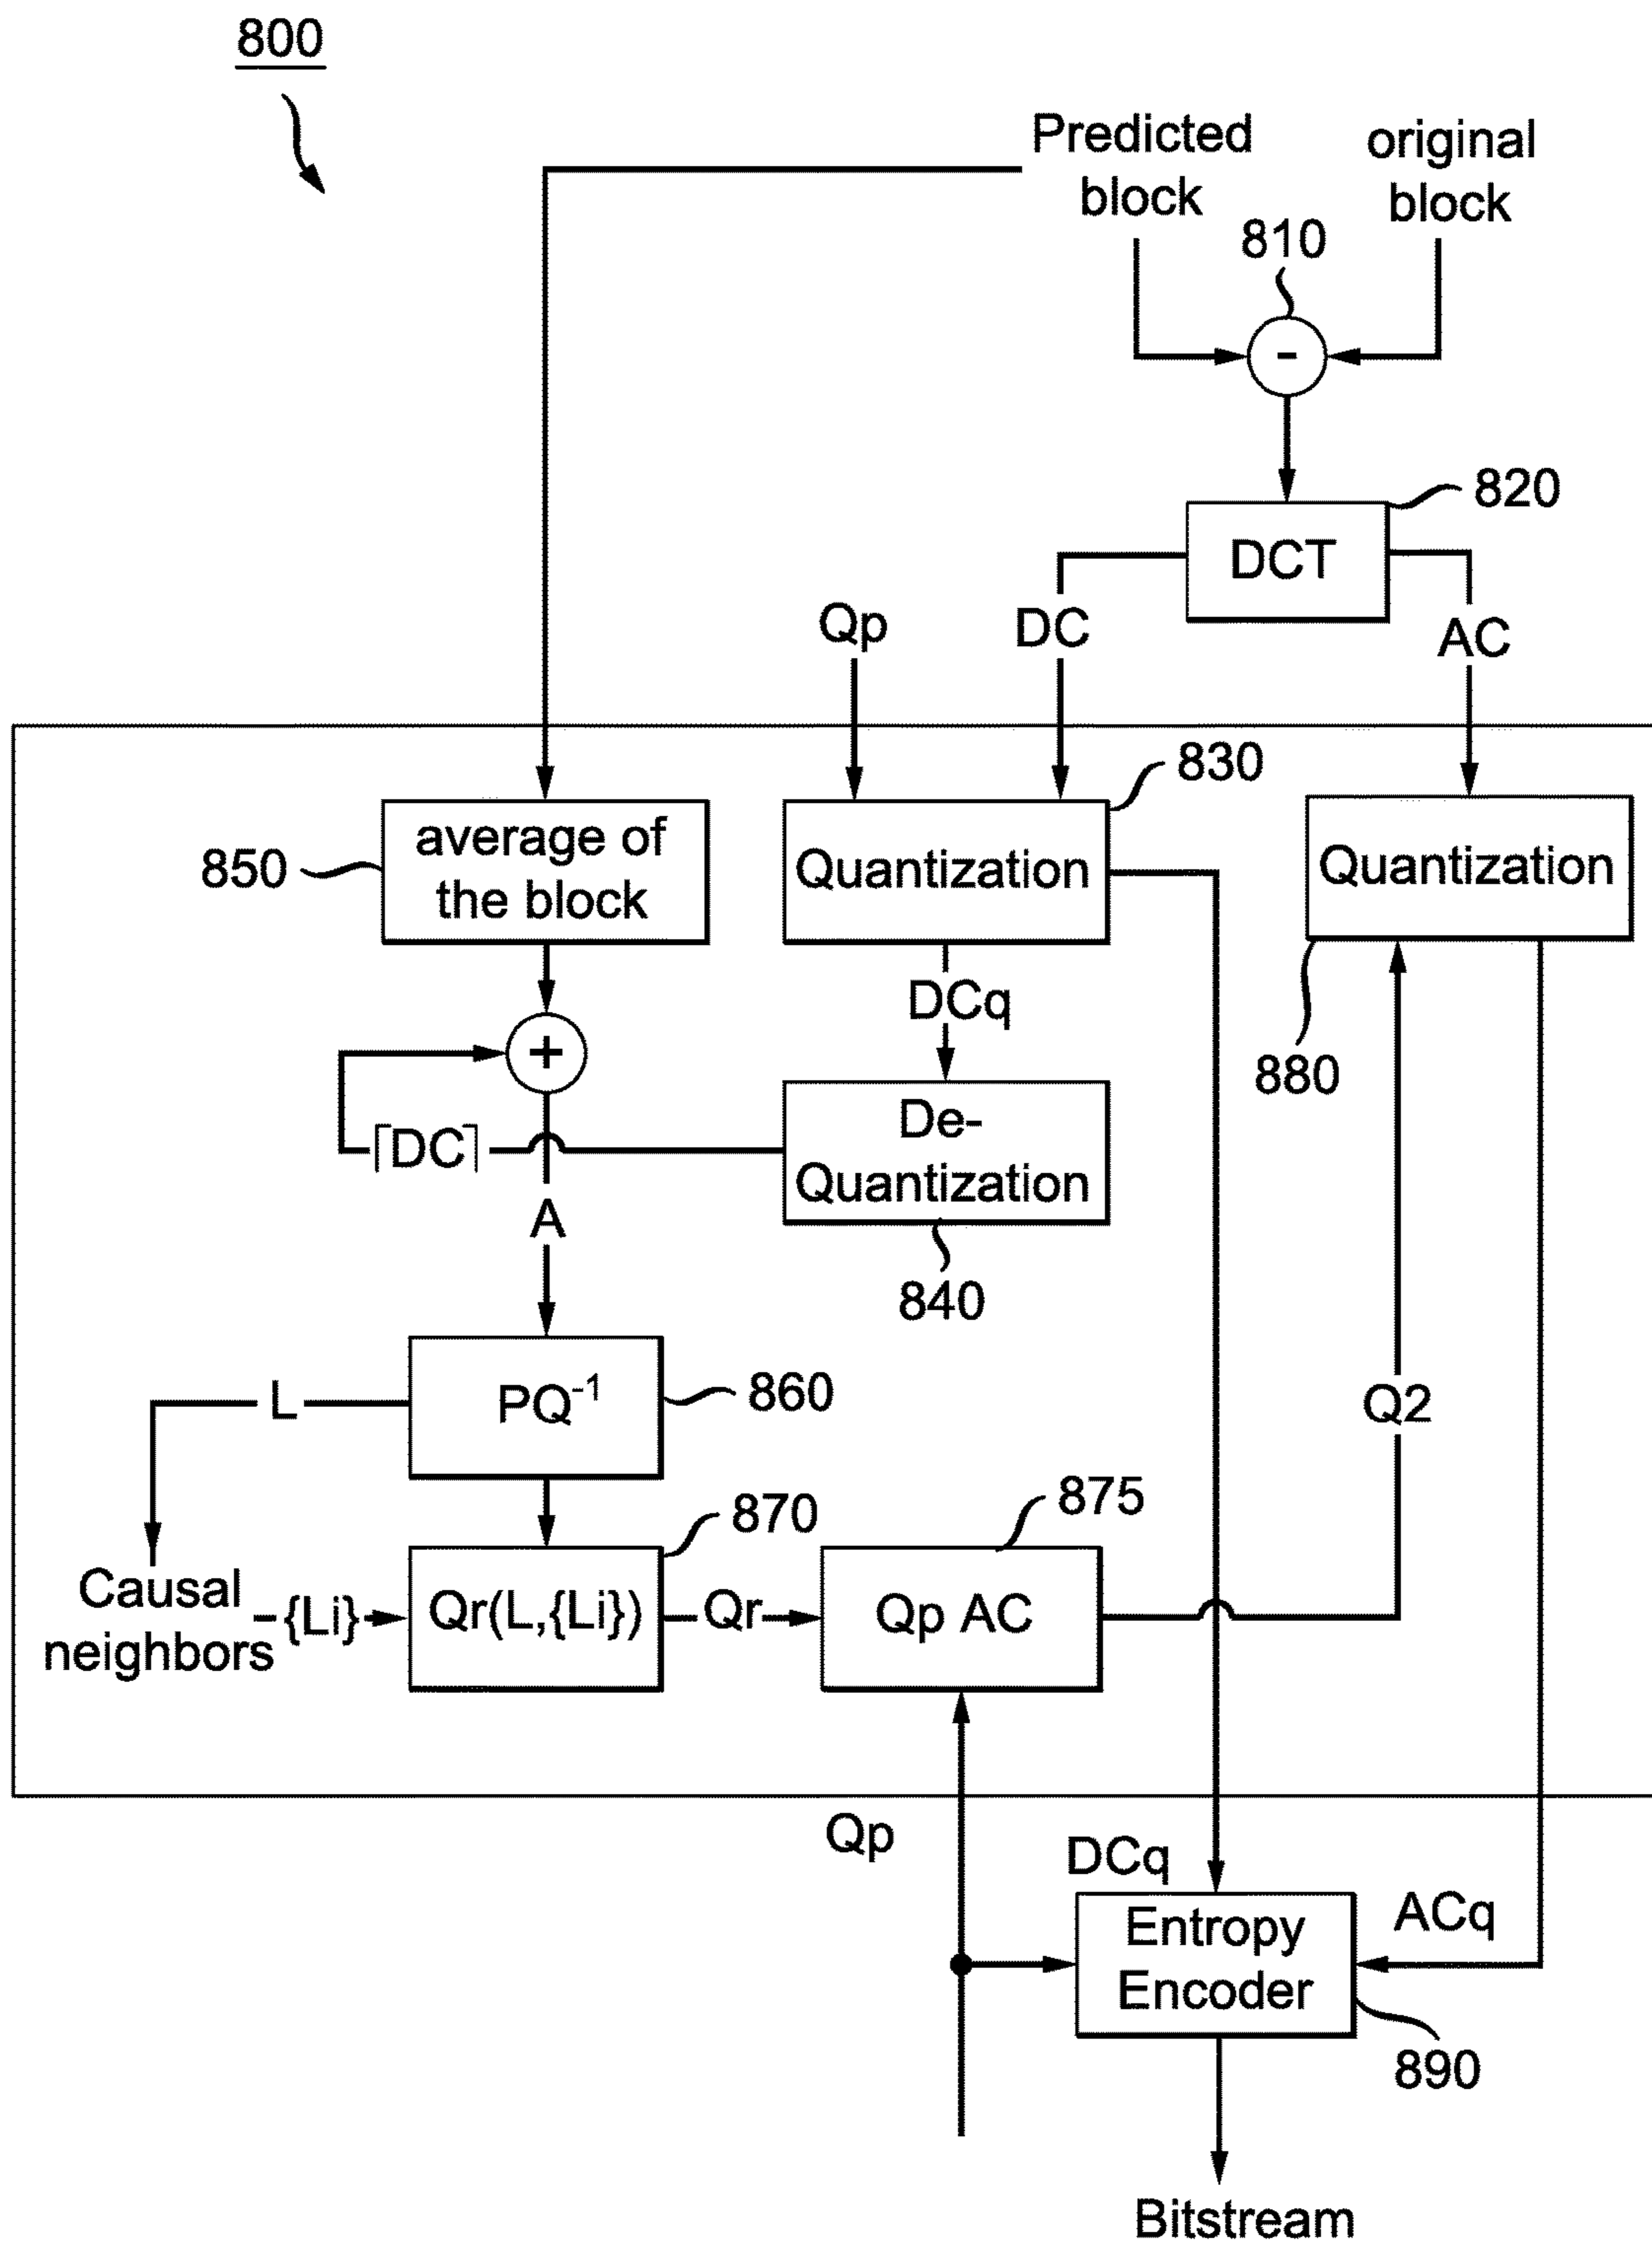 800
Predicted
block
original
block
810
-
820
DCT
Qp
DC
AC
830
850
average of
the block
Quantization
Quantization
DCq
880
+
⌈DC⌉
De-
Quantization
A
840
L
PQ⁻¹
860
Q2
870
875
Causal
neighbors
{Li}
Qr(L,{Li})
Qr
Qp AC
Qp
DCq
ACq
Entropy
Encoder
890
Bitstream